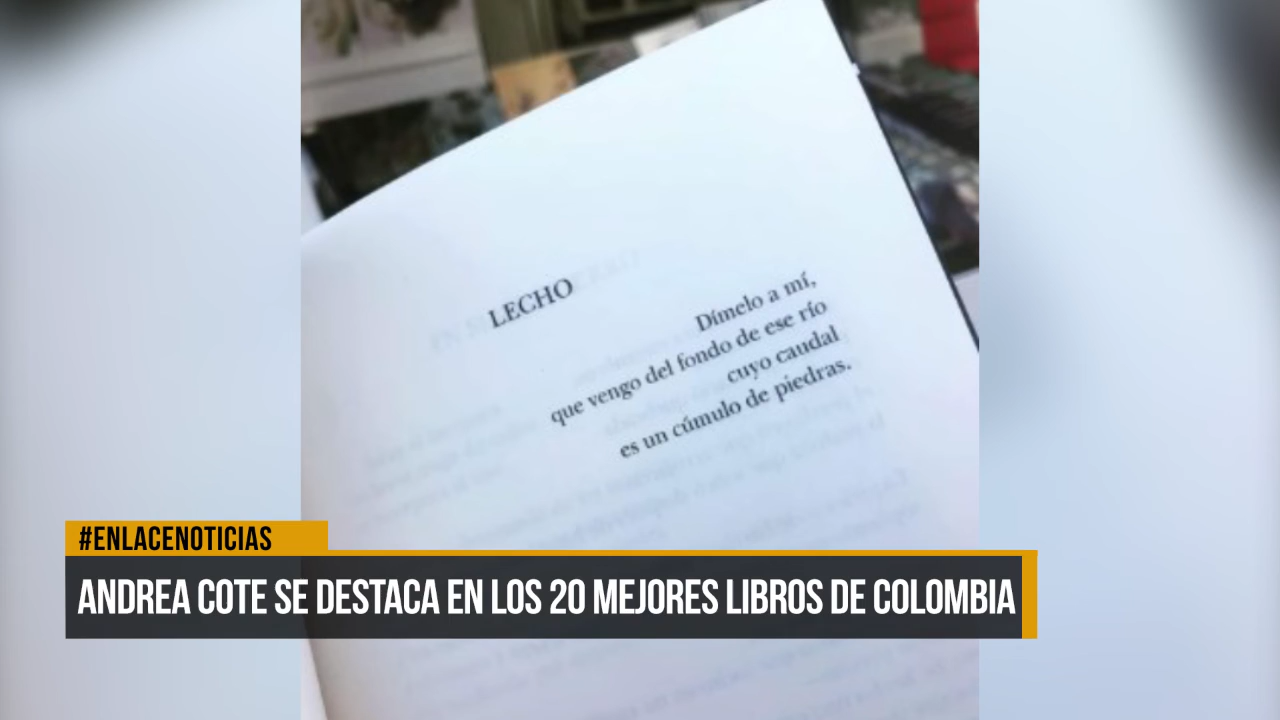 LECHO
Dímelo a mí,
que vengo del fondo de ese río
cuyo caudal
es un cúmulo de piedras.
#ENLACENOTICIAS
ANDREA COTE SE DESTACA EN LOS 20 MEJORES LIBROS DE COLOMBIA